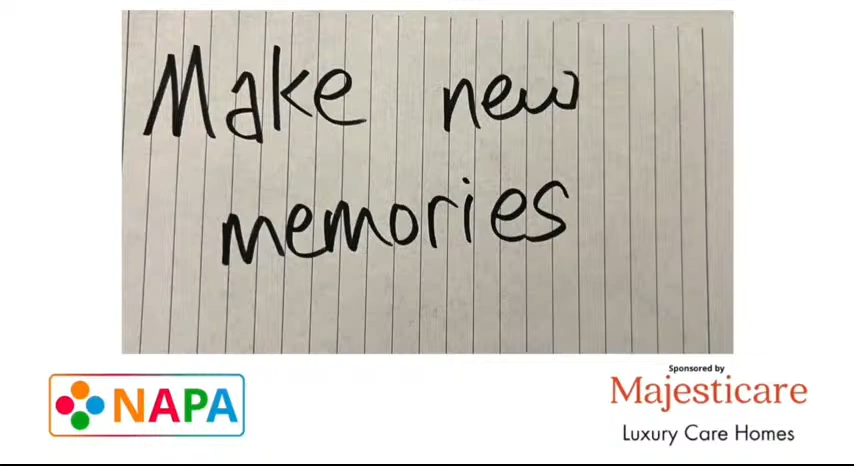 Make new
memories
NAPA
Sponsored by
Majesticare
Luxury Care Homes